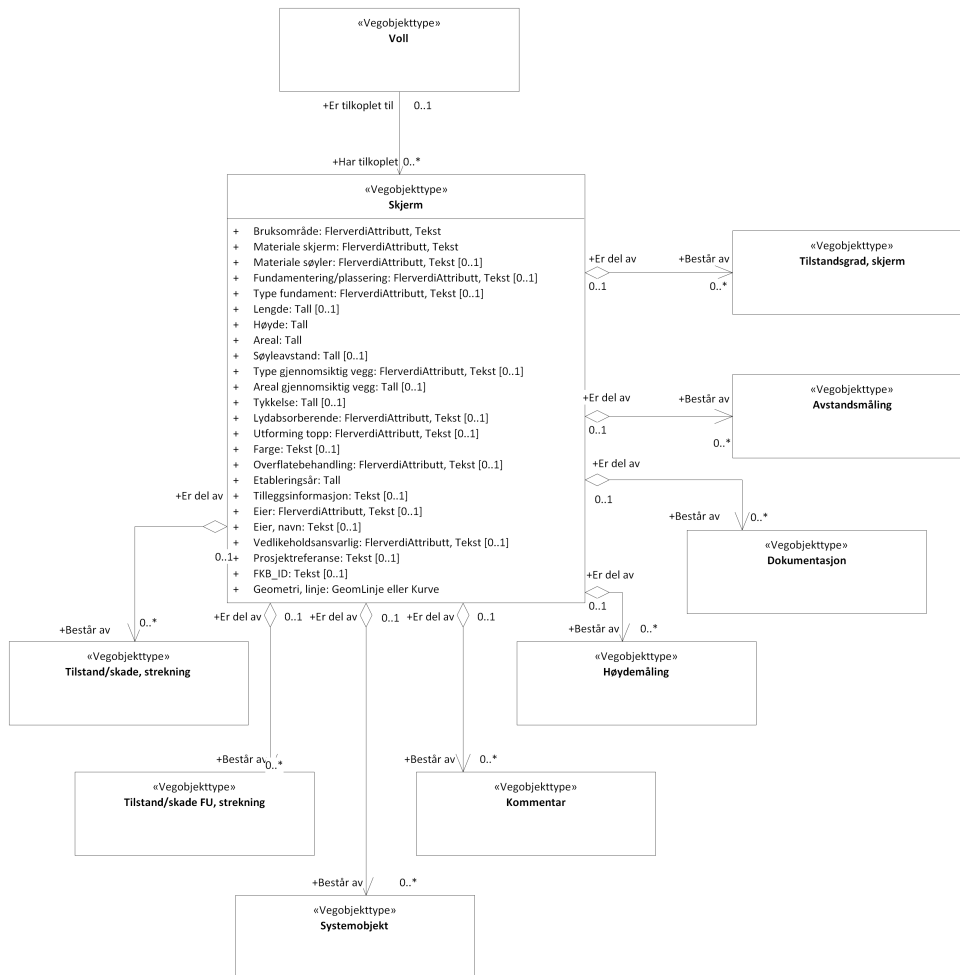 «Vegobjekttype»
Voll
+Er tilkoplet til 0..1
+Har tilkoplet 0..*
«Vegobjekttype»
Skjerm
+ Bruksområde: FlerverdiAttributt, Tekst
+ Materiale skjerm: FlerverdiAttributt, Tekst
+ Materiale søyler: FlerverdiAttributt, Tekst [0..1]
+ Fundamentering/plassering: FlerverdiAttributt, Tekst [0..1]
+ Type fundament: FlerverdiAttributt, Tekst [0..1]
+ Lengde: Tall [0..1]
+ Høyde: Tall
+ Areal: Tall
+ Søyleavstand: Tall [0..1]
+ Type gjennomsiktig vegg: FlerverdiAttributt, Tekst [0..1]
+ Areal gjennomsiktig vegg: Tall [0..1]
+ Tykkelse: Tall [0..1]
+ Lydabsorberende: FlerverdiAttributt, Tekst [0..1]
+ Utforming topp: FlerverdiAttributt, Tekst [0..1]
+ Farge: Tekst [0..1]
+ Overflatebehandling: FlerverdiAttributt, Tekst [0..1]
+ Etableringsår: Tall
+ Tilleggsinformasjon: Tekst [0..1]
+ Eier: FlerverdiAttributt, Tekst [0..1]
+ Eier, navn: Tekst [0..1]
+ Vedlikeholdsansvarlig: FlerverdiAttributt, Tekst [0..1]
+ Prosjektreferanse: Tekst [0..1]
+ FKB_ID: Tekst [0..1]
+ Geometri, linje: GeomLinje eller Kurve
+Er del av +Består av
0..1 0..*
«Vegobjekttype»
Tilstandsgrad, skjerm
+Er del av +Består av
0..1
0..*
«Vegobjekttype»
Avstandsmåling
+Er del av
0..1
+Består av 0..*
«Vegobjekttype»
Dokumentasjon
+Er del av
0..1
+Består av 0..*
«Vegobjekttype»
Høydemåling
+Er del av
0..1
+Består av 0..*
«Vegobjekttype»
Tilstand/skade, strekning
+Er del av 0..1
+Består av 0..*
«Vegobjekttype»
Tilstand/skade FU, strekning
+Er del av 0..1
+Består av 0..*
«Vegobjekttype»
Systemobjekt
+Er del av 0..1
+Består av 0..*
«Vegobjekttype»
Kommentar